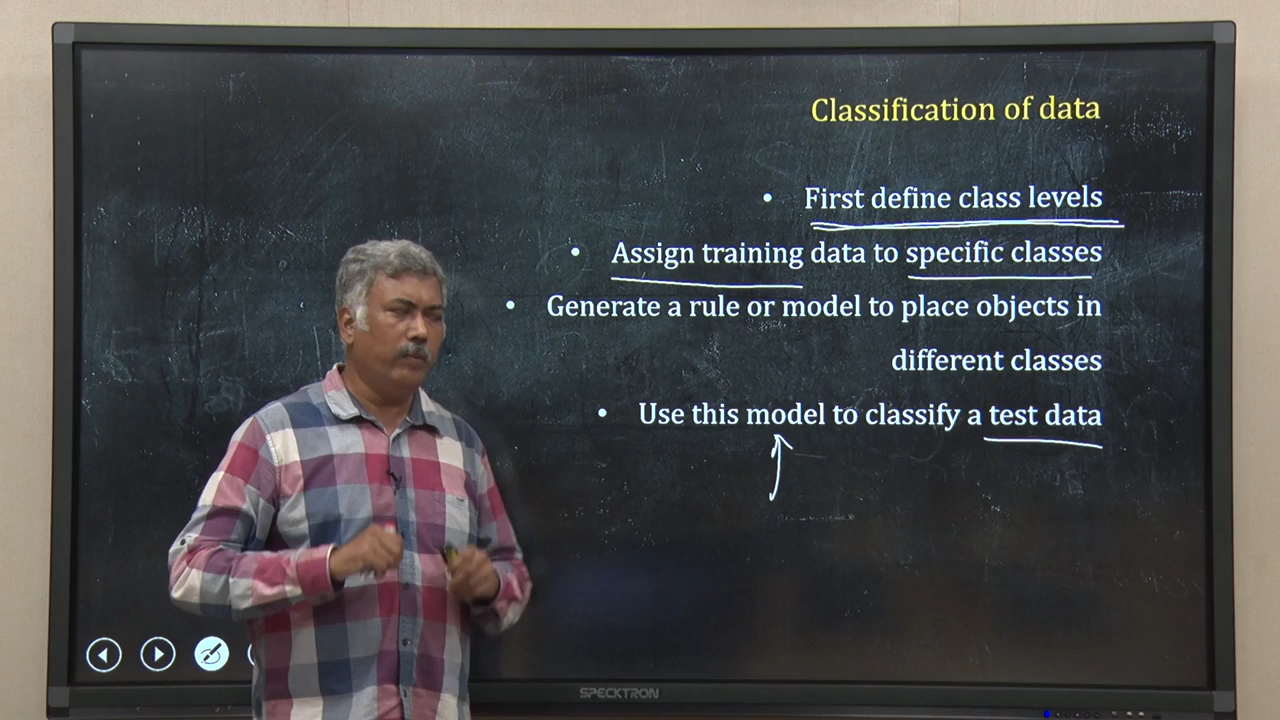 Classification of data
• First define class levels
• Assign training data to specific classes
• Generate a rule or model to place objects in
different classes
• Use this model to classify a test data
SPECKTRON